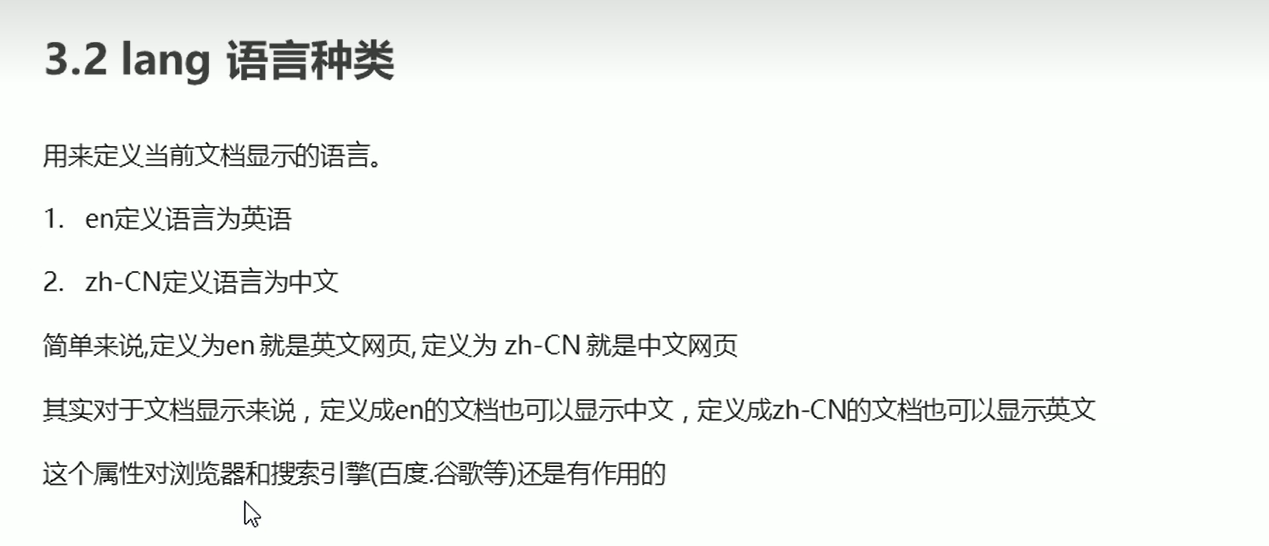 3.2 lang 语言种类
用来定义当前文档显示的语言。
1. en定义语言为英语
2. zh-CN定义语言为中文
简单来说,定义为en 就是英文网页, 定义为 zh-CN 就是中文网页
其实对于文档显示来说，定义成en的文档也可以显示中文，定义成zh-CN的文档也可以显示英文
这个属性对浏览器和搜索引擎(百度.谷歌等)还是有作用的